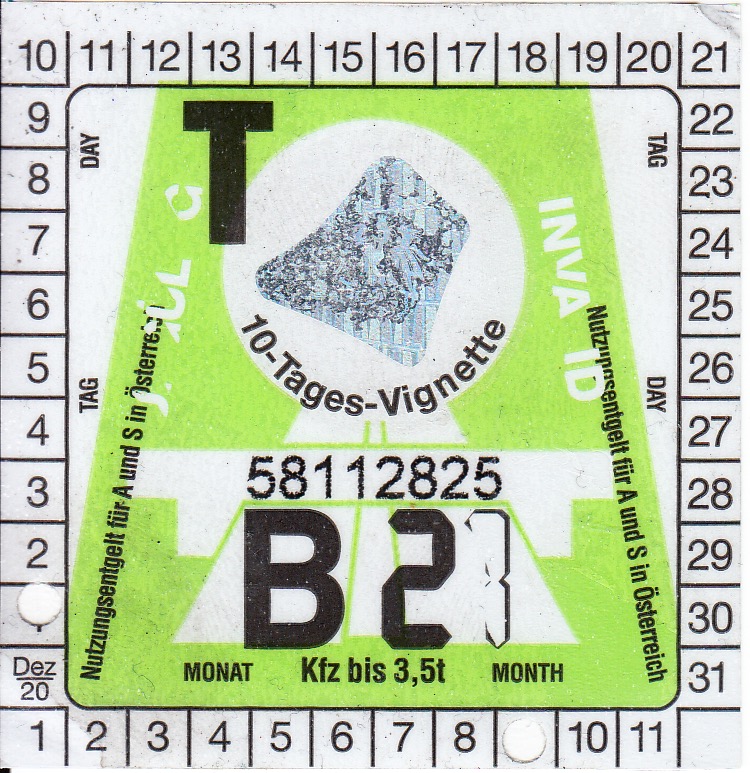 10 11 12 13 14 15 16 17 18 19 20 21
9
8
7
6
5
4
3
2
Dez
20
DAY
TAG
T
TAG
DAY
22
23
24
25
26
27
28
29
30
31
INVA ID
10-Tages-Vignette
Nutzungsentgelt für A und S in Österreich
Nutzungsentgelt für A und S in Österreich
58112825
B 2
MONAT Kfz bis 3,5t MONTH
1 2 3 4 5 6 7 8 10 11